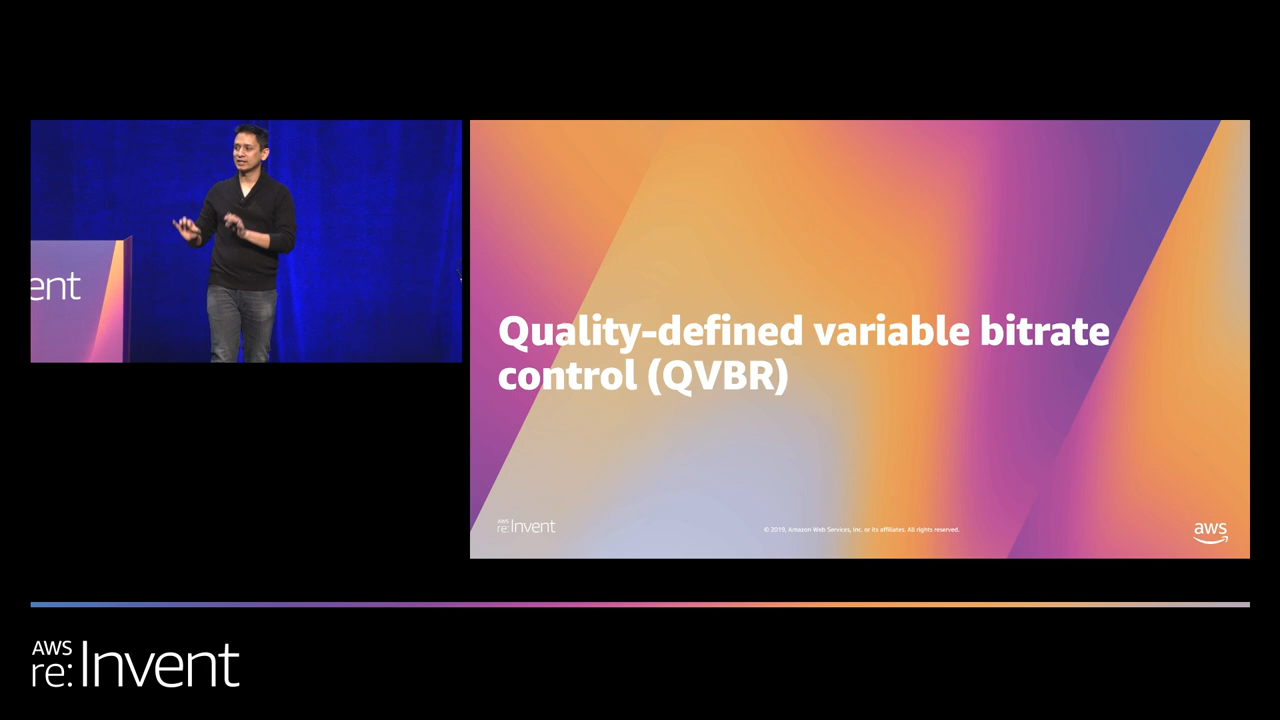 ent
Quality-defined variable bitrate
control (QVBR)
AWS
re:Invent
© 2019, Amazon Web Services, Inc. or its affiliates. All rights reserved.
aws
AWS
re:Invent